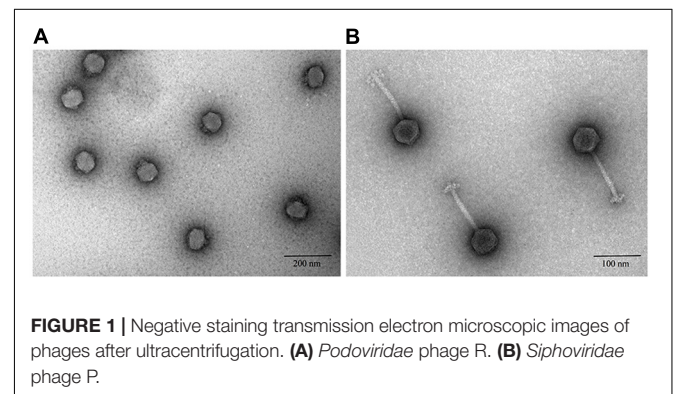 A
B
200 nm
100 nm
FIGURE 1 | Negative staining transmission electron microscopic images of
phages after ultracentrifugation. (A) Podoviridae phage R. (B) Siphoviridae
phage P.